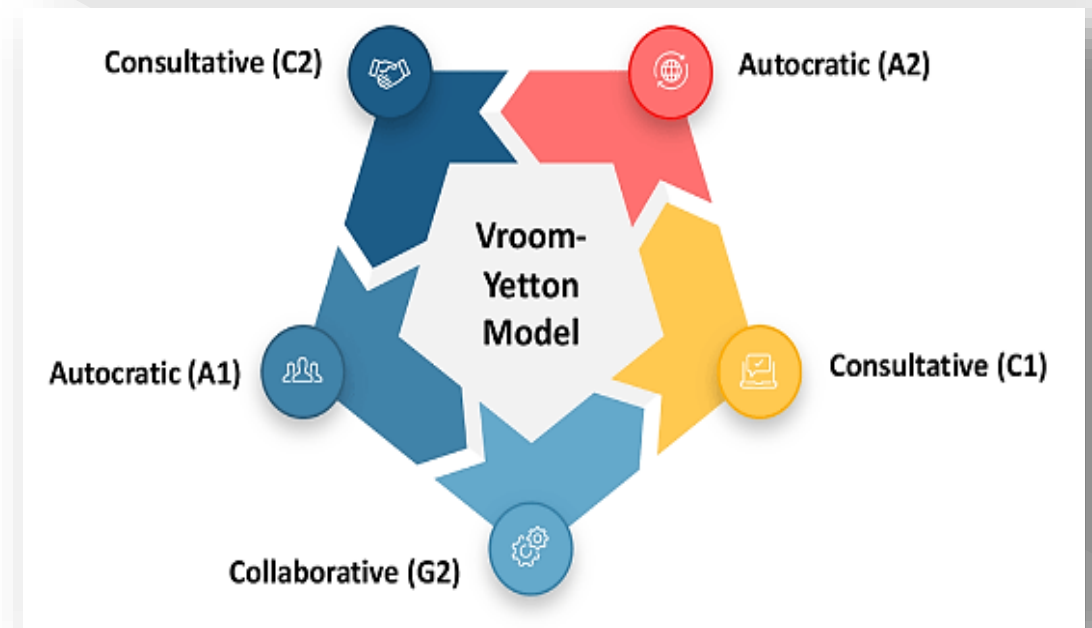 Consultative (C2)
Autocratic (A2)
Vroom-
Yetton
Model
Autocratic (A1)
Consultative (C1)
Collaborative (G2)